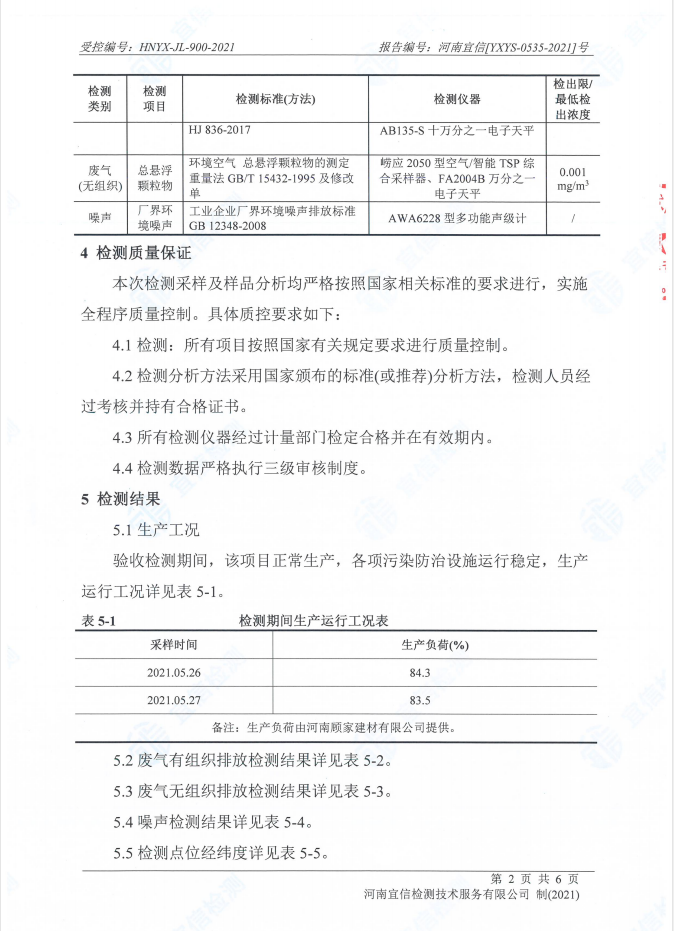 受控编号：HNYX-JL-900-2021 报告编号：河南宜信[YXYS-0535-2021]号
检测类别 检测项目 检测标准(方法) 检测仪器 检出限/最低检出浓度
HJ 836-2017 AB135-S 十万分之一电子天平
废气(无组织) 总悬浮颗粒物 环境空气 总悬浮颗粒物的测定 重量法 GB/T 15432-1995 及修改单 崂应 2050 型空气/智能 TSP 综合采样器、FA2004B 万分之一电子天平 0.001 mg/m³
噪声 厂界环境噪声 工业企业厂界环境噪声排放标准 GB 12348-2008 AWA6228 型多功能声级计 /
4 检测质量保证
本次检测采样及样品分析均严格按照国家相关标准的要求进行，实施
全程序质量控制。具体质控要求如下：
4.1 检测：所有项目按照国家有关规定要求进行质量控制。
4.2 检测分析方法采用国家颁布的标准(或推荐)分析方法，检测人员经
过考核并持有合格证书。
4.3 所有检测仪器经过计量部门检定合格并在有效期内。
4.4 检测数据严格执行三级审核制度。
5 检测结果
5.1 生产工况
验收检测期间，该项目正常生产，各项污染防治设施运行稳定，生产
运行工况详见表 5-1。
表 5-1 检测期间生产运行工况表
采样时间 生产负荷(%)
2021.05.26 84.3
2021.05.27 83.5
备注：生产负荷由河南顾家建材有限公司提供。
5.2 废气有组织排放检测结果详见表 5-2。
5.3 废气无组织排放检测结果详见表 5-3。
5.4 噪声检测结果详见表 5-4。
5.5 检测点位经纬度详见表 5-5。
第 2 页 共 6 页
河南宜信检测技术服务有限公司 制(2021)